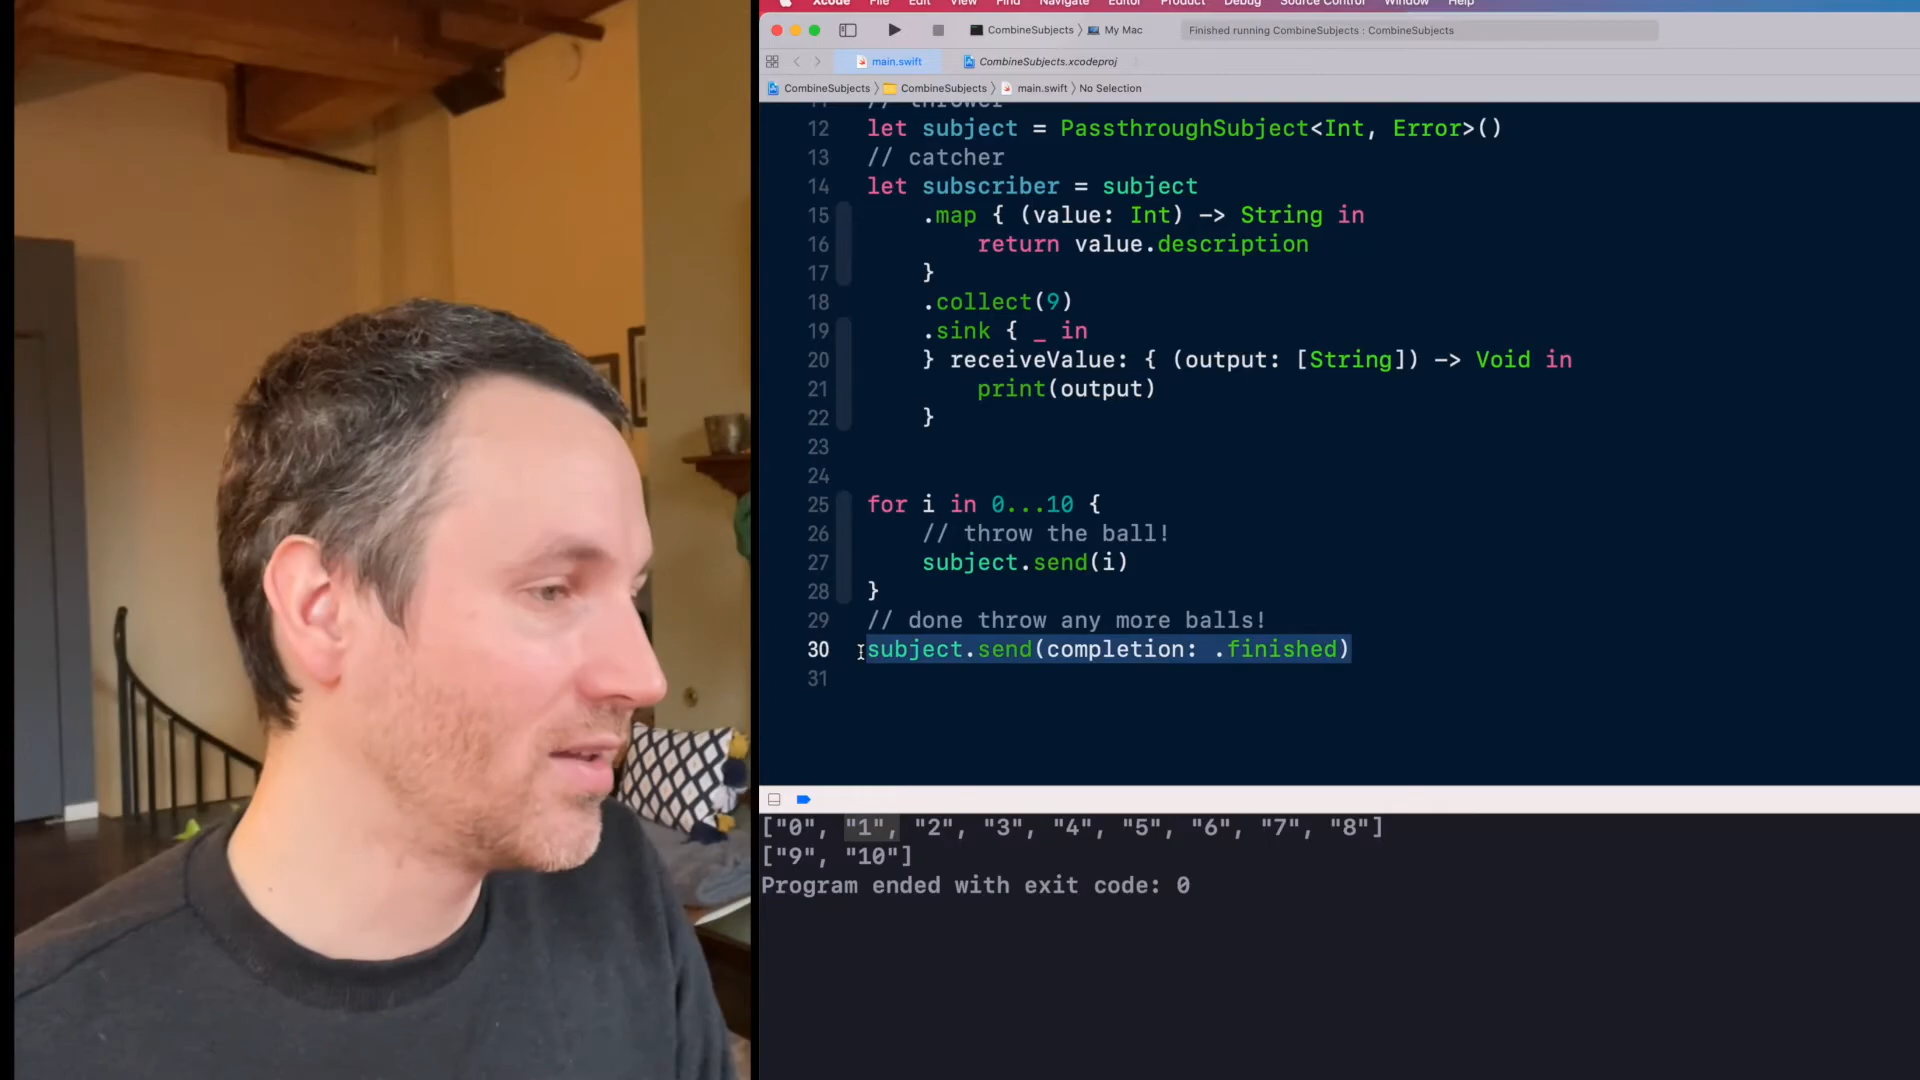 Xcode File Edit View Find Navigate Editor Product Debug Source Control Window Help
CombineSubjects 〉 My Mac
Finished running CombineSubjects : CombineSubjects
main.swift
CombineSubjects.xcodeproj
CombineSubjects 〉 CombineSubjects 〉 main.swift 〉 No Selection
11 // thrower
12 let subject = PassthroughSubject<Int, Error>()
13 // catcher
14 let subscriber = subject
15 .map { (value: Int) -> String in
16 return value.description
17 }
18 .collect(9)
19 .sink { _ in
20 } receiveValue: { (output: [String]) -> Void in
21 print(output)
22 }
23
24
25 for i in 0...10 {
26 // throw the ball!
27 subject.send(i)
28 }
29 // done throw any more balls!
30 subject.send(completion: .finished)
31
["0", "1", "2", "3", "4", "5", "6", "7", "8"]
["9", "10"]
Program ended with exit code: 0